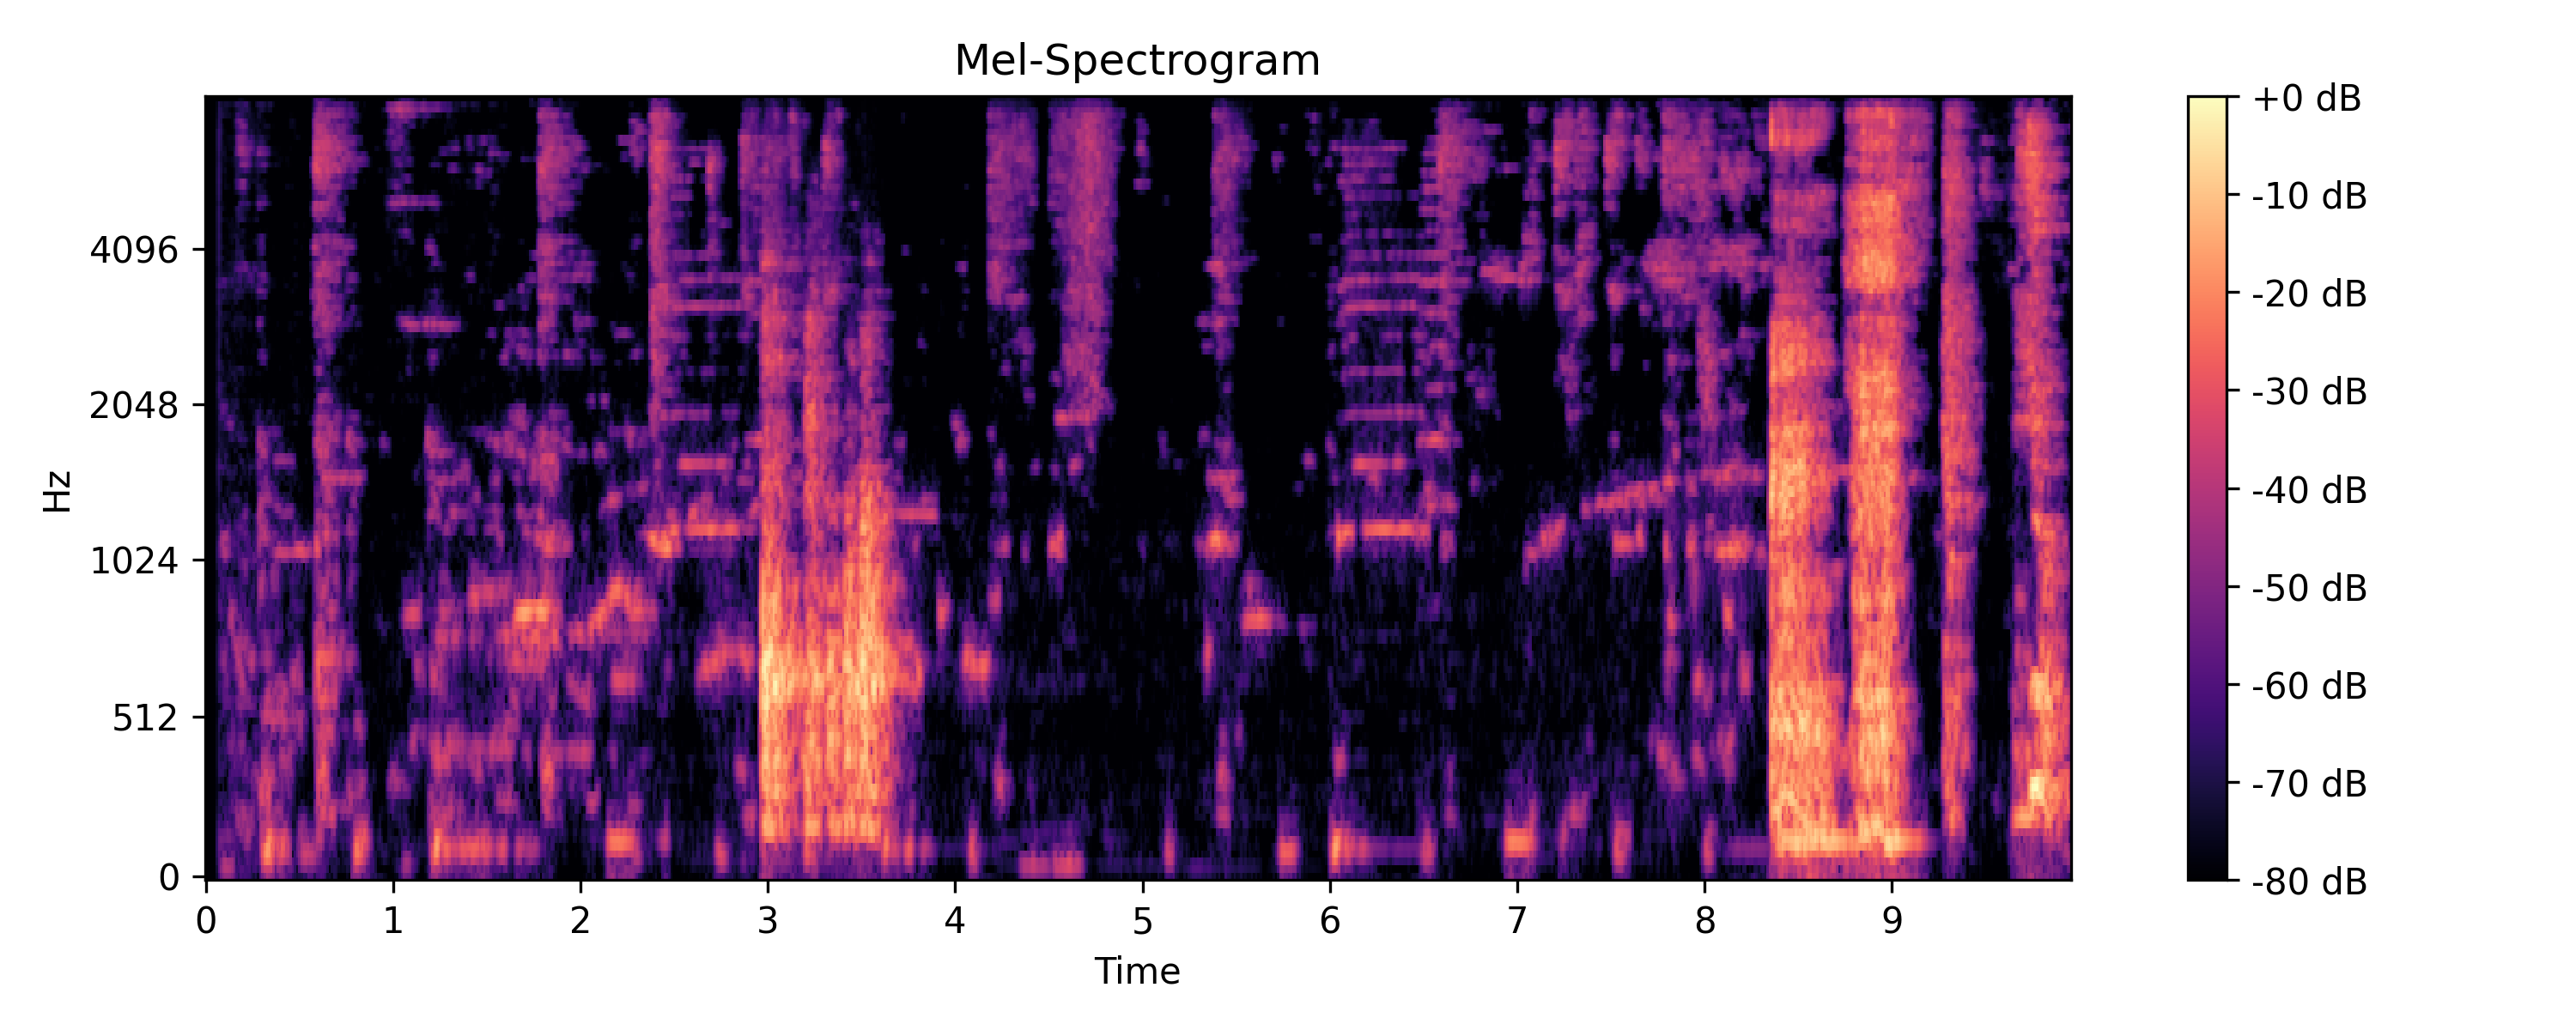 Mel-Spectrogram
+0 dB
-10 dB
-20 dB
-30 dB
-40 dB
-50 dB
-60 dB
-70 dB
-80 dB
Hz
4096
2048
1024
512
0
0 1 2 3 4 5 6 7 8 9
Time